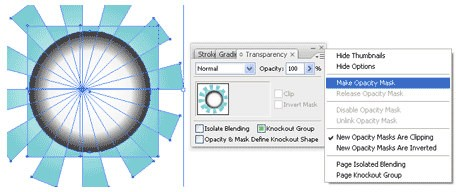 Stroke Gradie Transparency
Normal Opacity: 100 %
Clip
Invert Mask
Isolate Blending Knockout Group
Opacity & Mask Define Knockout Shape
Hide Thumbnails
Hide Options
Make Opacity Mask
Release Opacity Mask
Disable Opacity Mask
Unlink Opacity Mask
New Opacity Masks Are Clipping
New Opacity Masks Are Inverted
Page Isolated Blending
Page Knockout Group